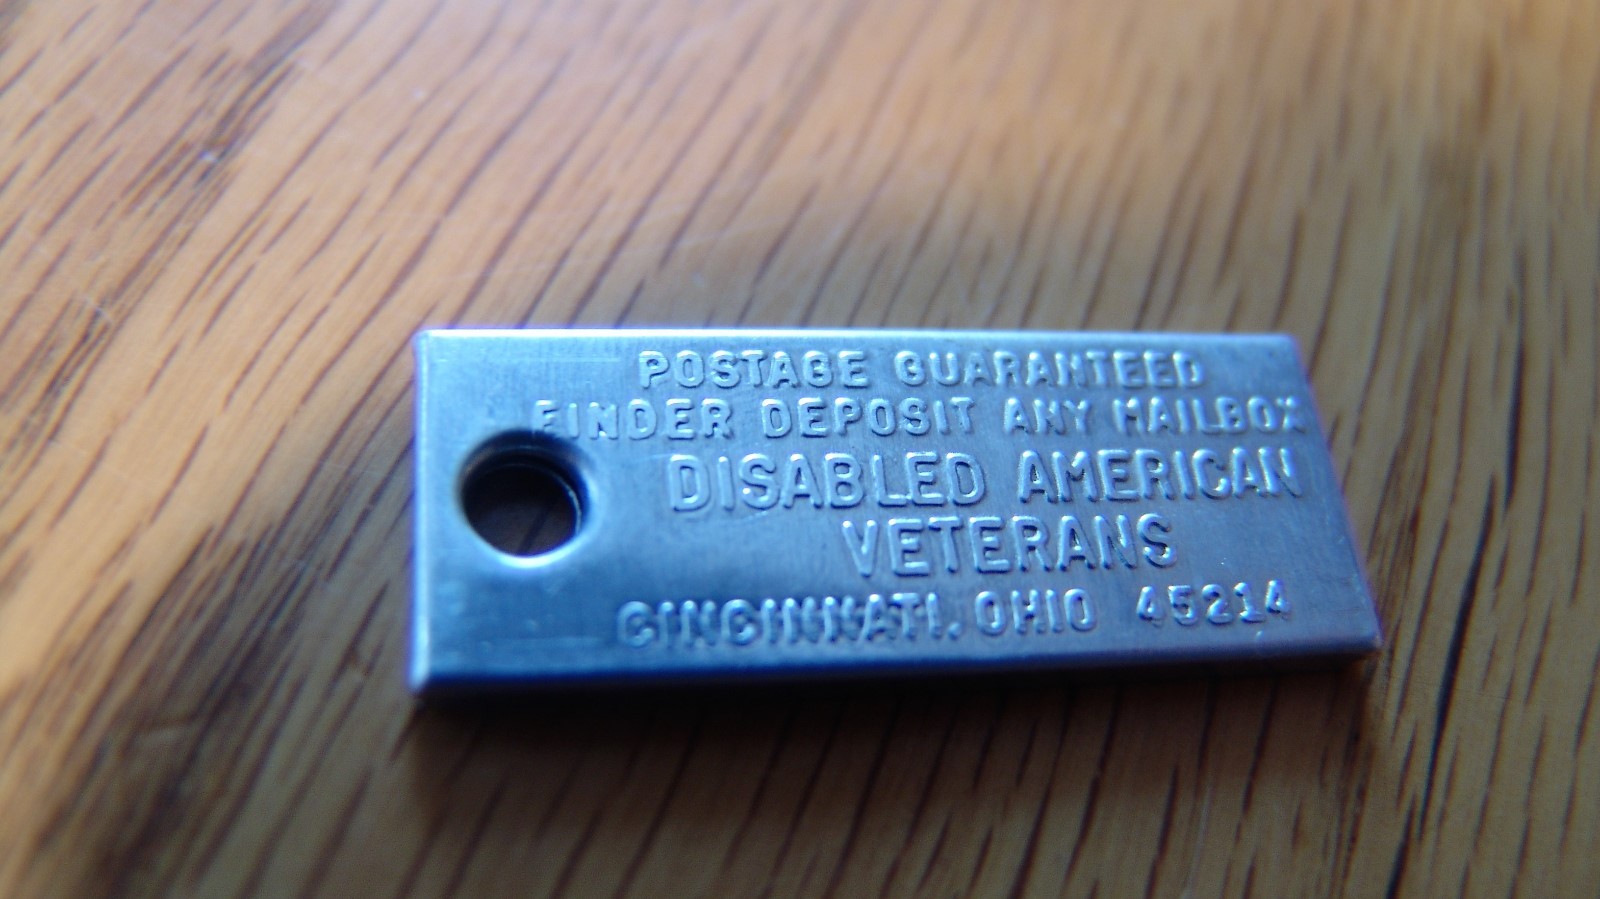 POSTAGE GUARANTEED
FINDER DEPOSIT ANY MAILBOX
DISABLED AMERICAN
VETERANS
CINCINNATI, OHIO 45214